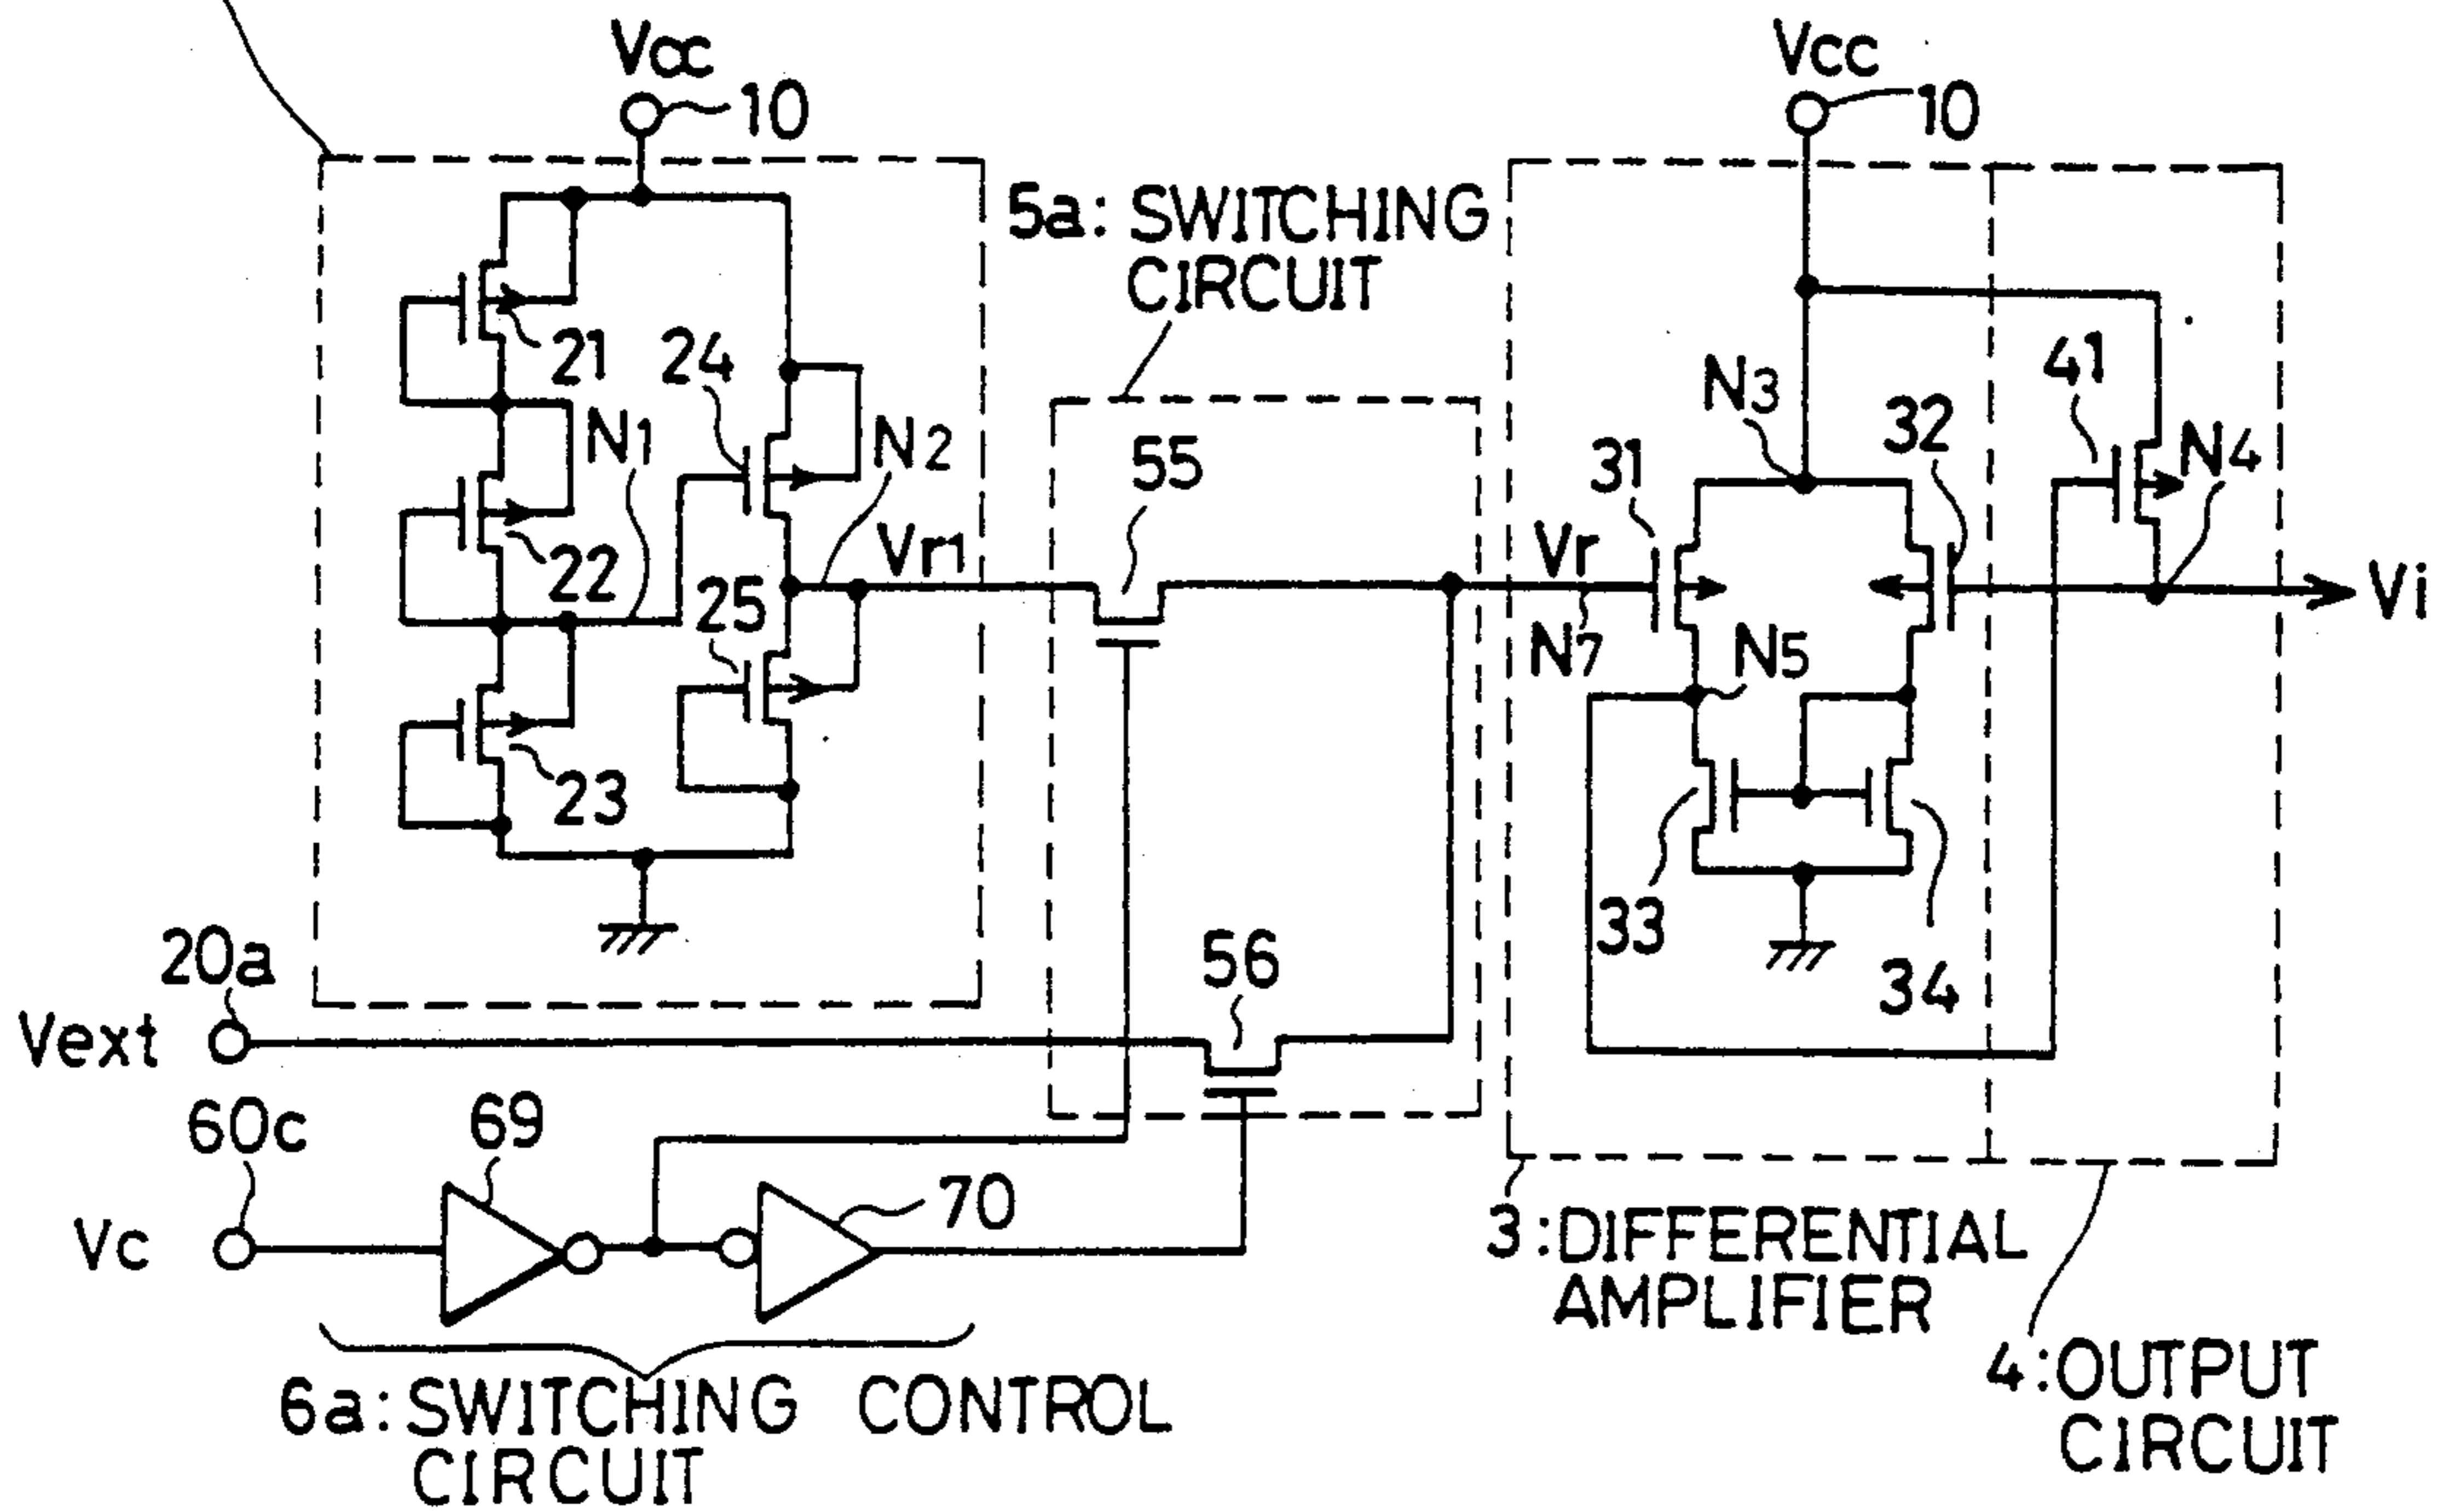 Vcc
10
Vcc
10
5a: SWITCHING
CIRCUIT
21
24
N1
N2
55
N3
31
32
41
N4
22
25
Vr1
Vr
N7
N5
Vi
23
33
34
20a
Vext
56
60c
69
70
Vc
3: DIFFERENTIAL
AMPLIFIER
6a: SWITCHING CONTROL
CIRCUIT
4: OUTPUT
CIRCUIT